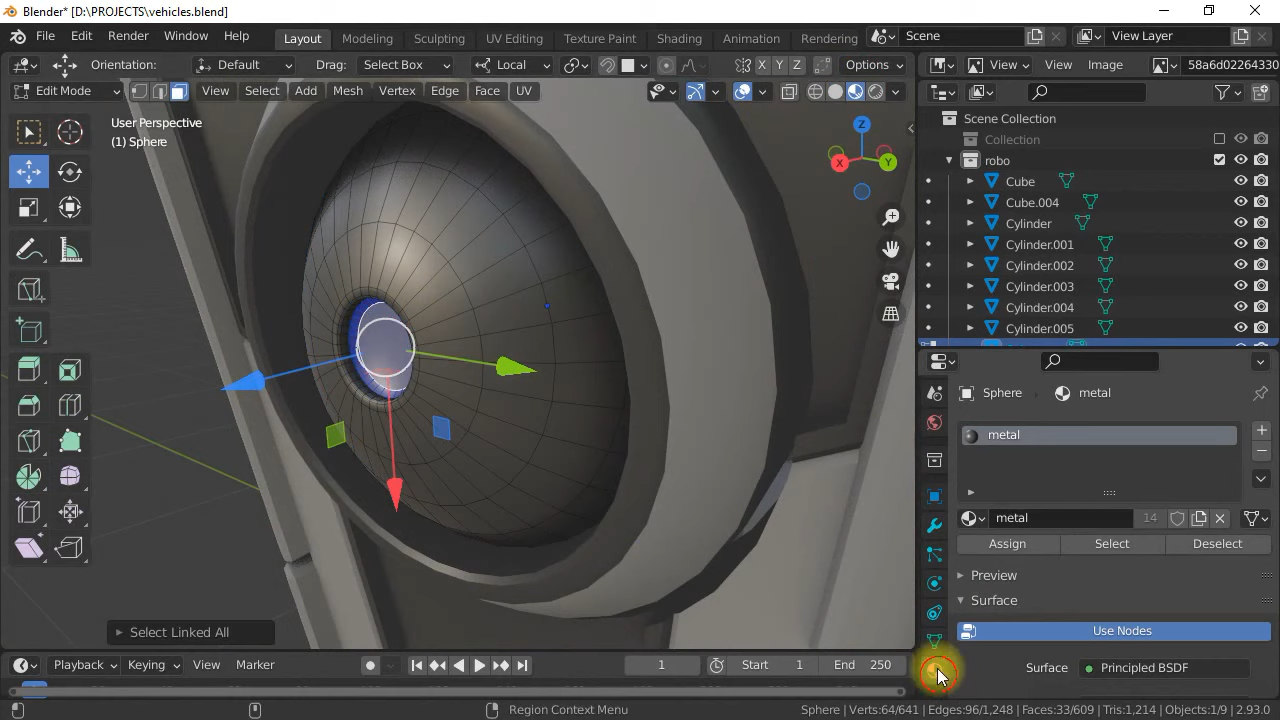 Blender* [D:\PROJECTS\vehicles.blend]
File Edit Render Window Help Layout Modeling Sculpting UV Editing Texture Paint Shading Animation Rendering Scene View Layer
Orientation: Default Drag: Select Box Local X Y Z Options View View Image 58a6d02264330
Edit Mode View Select Add Mesh Vertex Edge Face UV
User Perspective
(1) Sphere
Z
X Y
Scene Collection
Collection
robo
Cube
Cube.004
Cylinder
Cylinder.001
Cylinder.002
Cylinder.003
Cylinder.004
Cylinder.005
Sphere metal
metal
metal 14
Assign Select Deselect
Preview
Surface
Use Nodes
Surface Principled BSDF
Select Linked All
Playback Keying View Marker 1 Start 1 End 250
Region Context Menu
Sphere | Verts:64/641 | Edges:96/1,248 | Faces:33/609 | Tris:1,214 | Objects:1/9 | 2.93.0